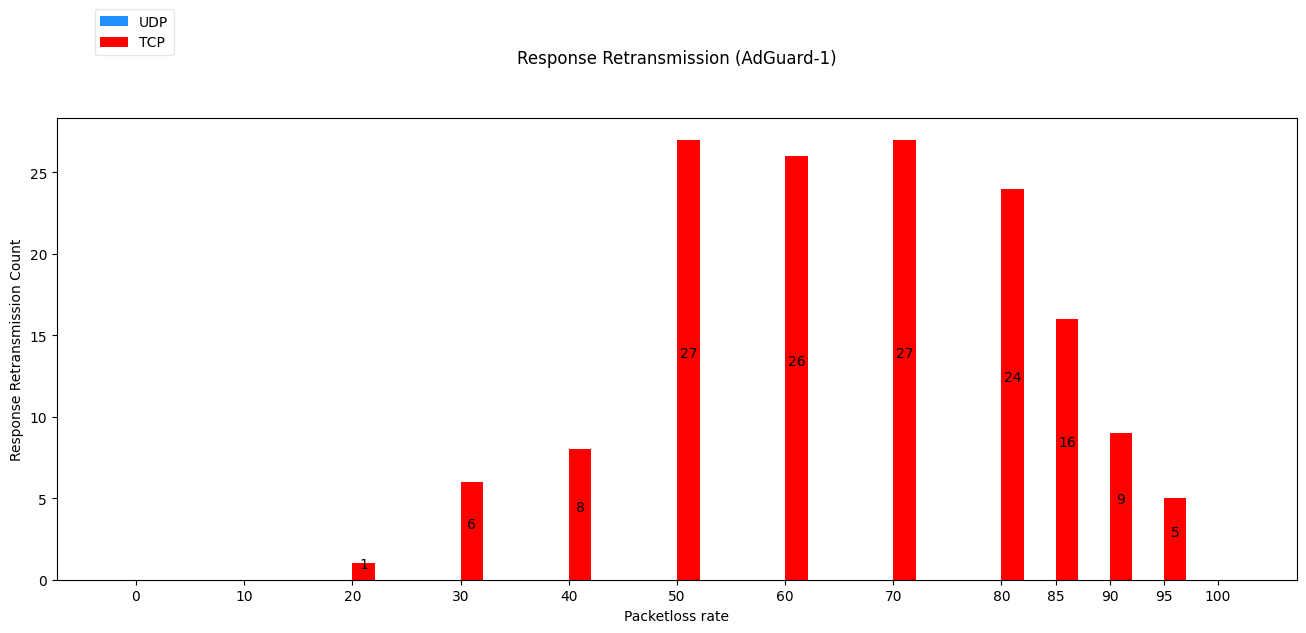 UDP
TCP
Response Retransmission (AdGuard-1)
Response Retransmission Count
25
20
15
10
5
0
1
6
8
27
26
27
24
16
9
5
0 10 20 30 40 50 60 70 80 85 90 95 100
Packetloss rate